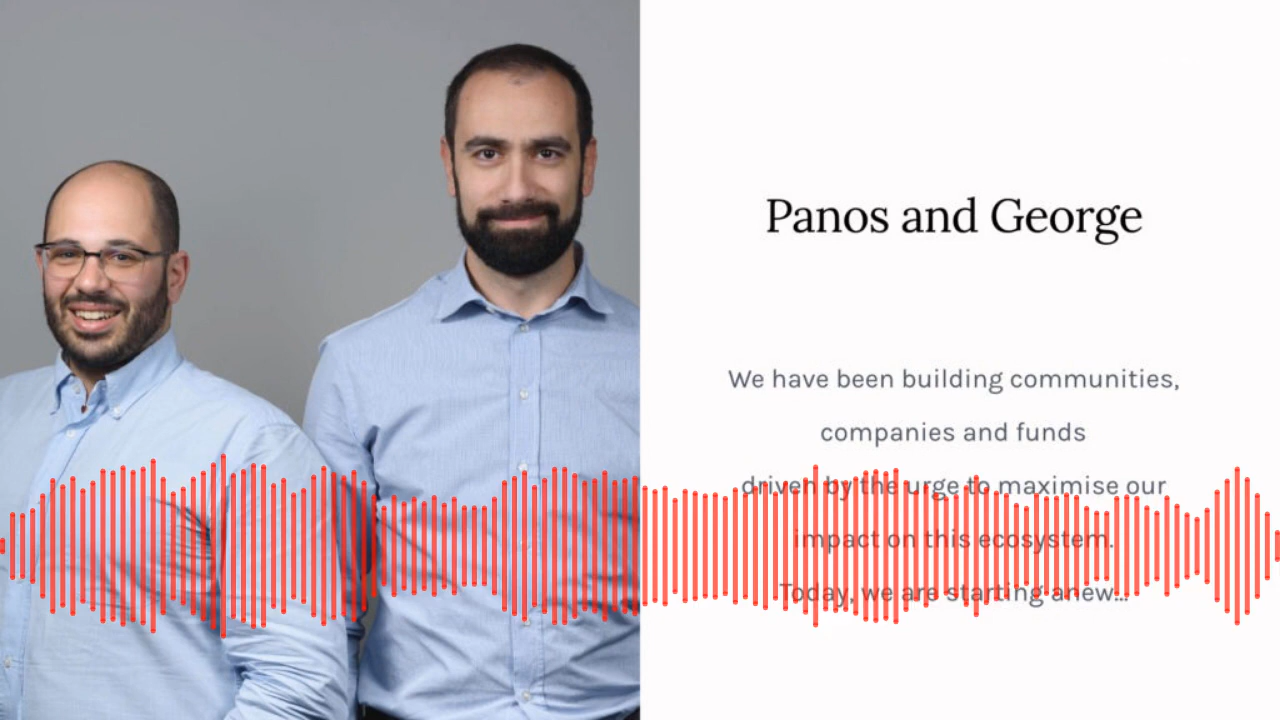 Panos and George
We have been building communities,
companies and funds
driven by the urge to maximise our
impact on this ecosystem.
Today, we are starting anew...